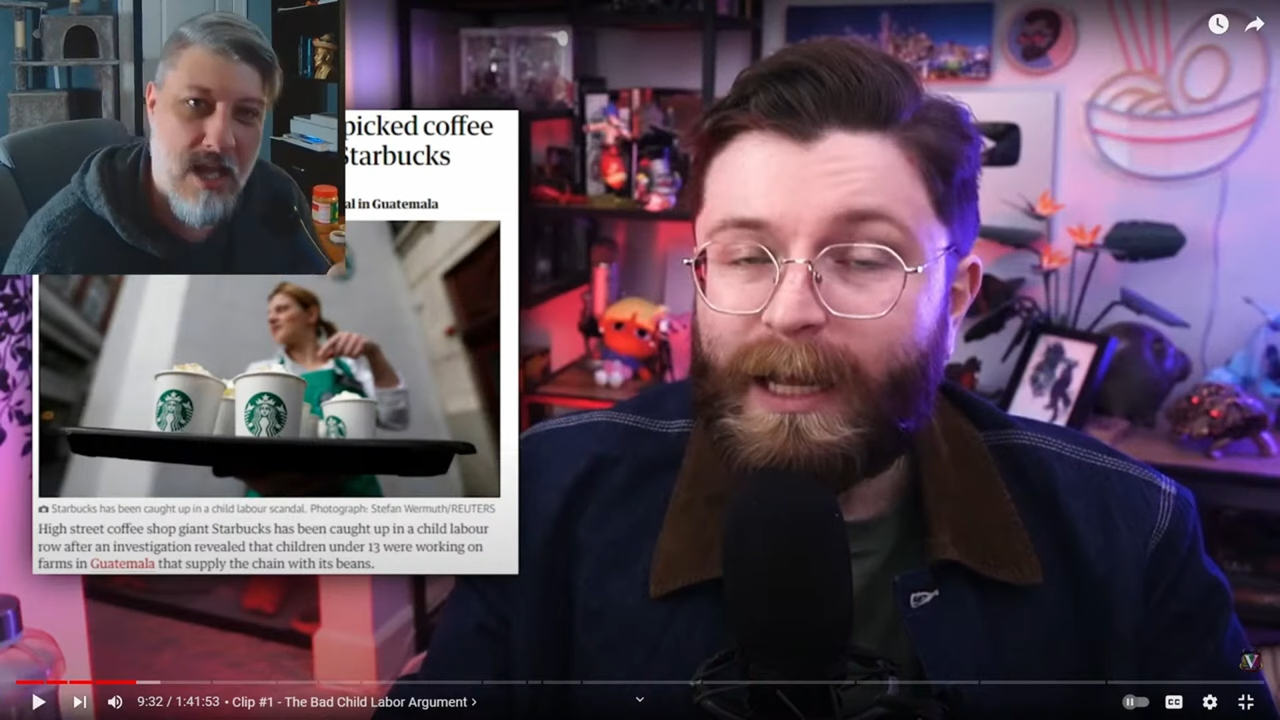 picked coffee
Starbucks
al in Guatemala
Starbucks has been caught up in a child labour scandal. Photograph: Stefan Wermuth/REUTERS
High street coffee shop giant Starbucks has been caught up in a child labour
row after an investigation revealed that children under 13 were working on
farms in Guatemala that supply the chain with its beans.
9:32 / 1:41:53 • Clip #1 - The Bad Child Labor Argument >
CC